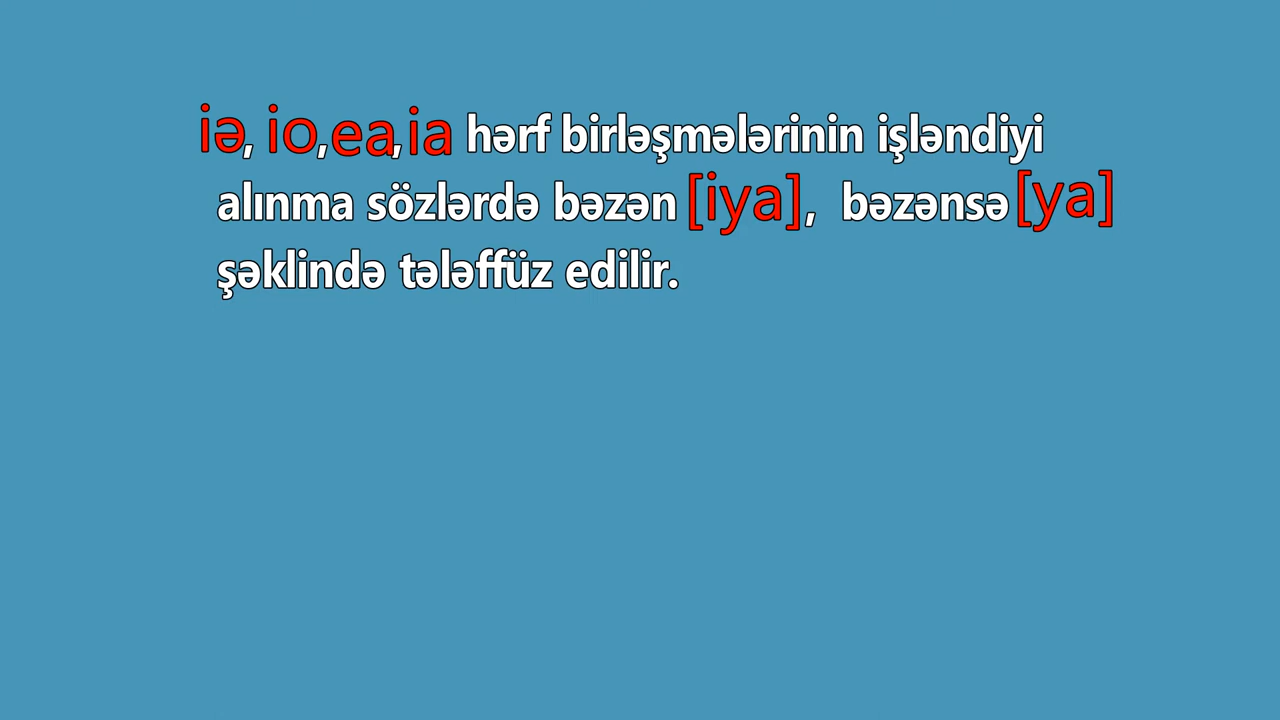 iə, io,ea,ia hərf birləşmələrinin işləndiyi
alınma sözlərdə bəzən [iya], bəzənsə [ya]
şəklində tələffüz edilir.